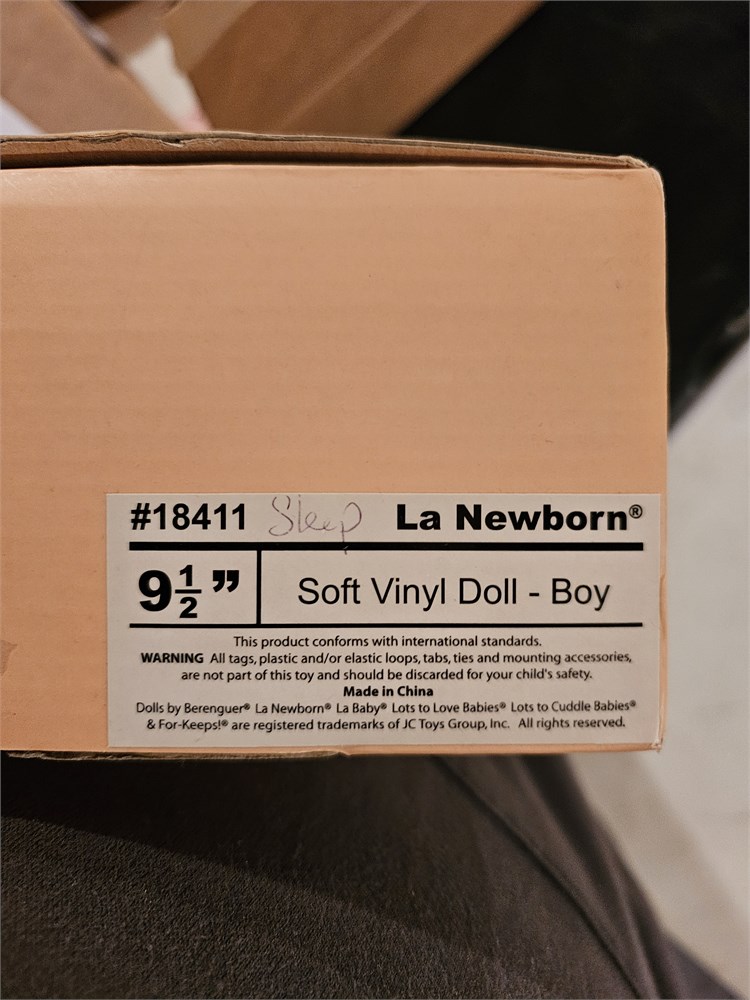 #18411 Sleep La Newborn®
9 1/2” Soft Vinyl Doll - Boy
This product conforms with international standards.
WARNING All tags, plastic and/or elastic loops, tabs, ties and mounting accessories,
are not part of this toy and should be discarded for your child's safety.
Made in China
Dolls by Berenguer® La Newborn® La Baby® Lots to Love Babies® Lots to Cuddle Babies®
& For-Keeps!® are registered trademarks of JC Toys Group, Inc. All rights reserved.